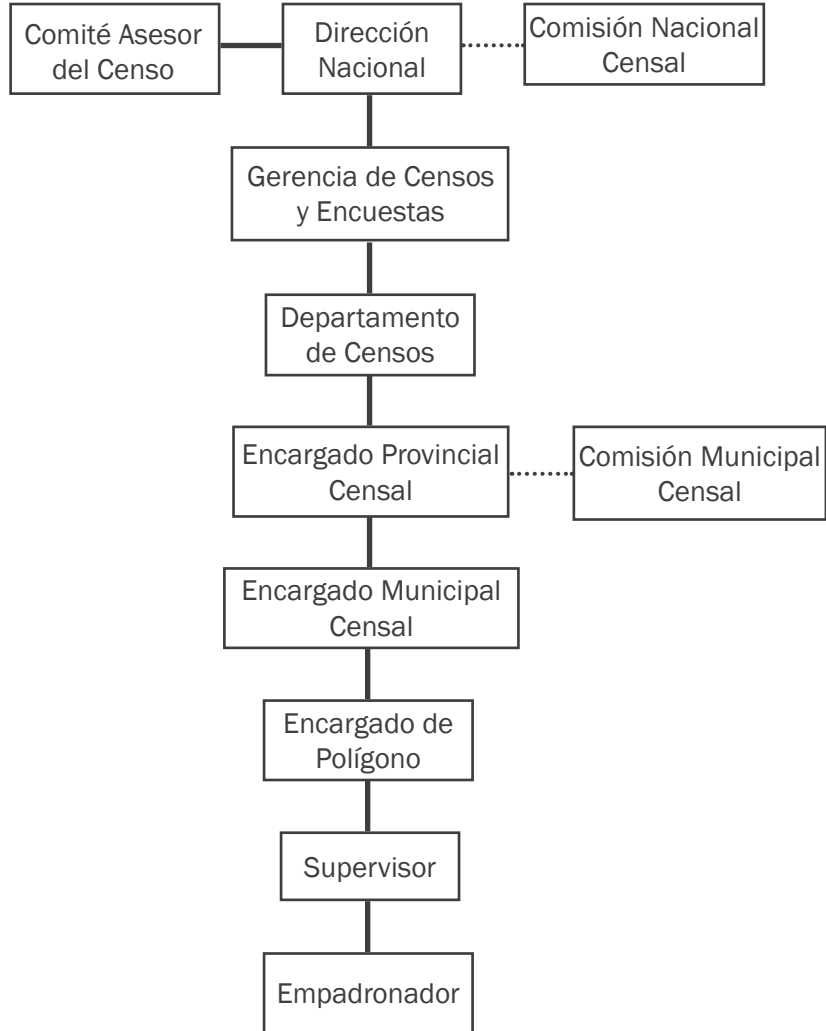 Comité Asesor
del Censo
Dirección
Nacional
Comisión Nacional
Censal
Gerencia de Censos
y Encuestas
Departamento
de Censos
Encargado Provincial
Censal
Comisión Municipal
Censal
Encargado Municipal
Censal
Encargado de
Polígono
Supervisor
Empadronador